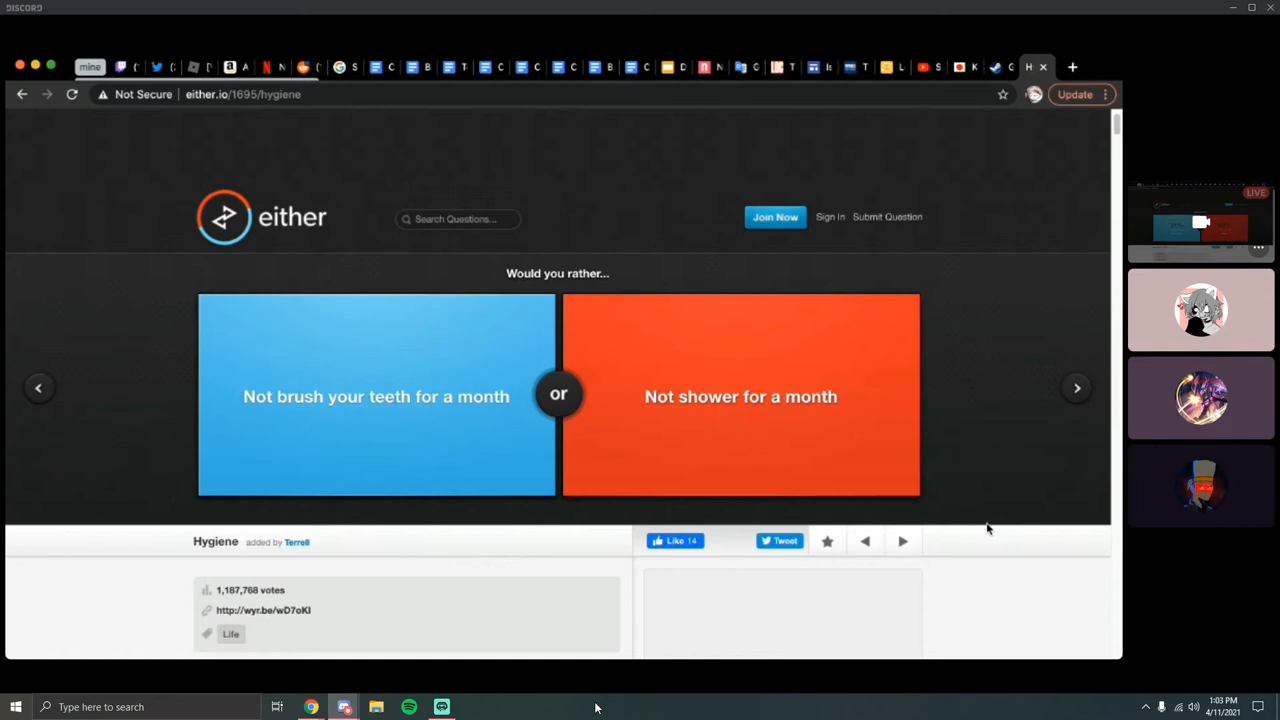 DISCORD
mine
Not Secure
either.io/1695/hygiene
Update
LIVE
either
Search Questions...
Join Now
Sign In
Submit Question
Would you rather...
Not brush your teeth for a month
or
Not shower for a month
Hygiene added by Terrell
Like 14
Tweet
1,187,768 votes
http://wyr.be/wD7oKI
Life
Type here to search
1:03 PM
4/11/2021